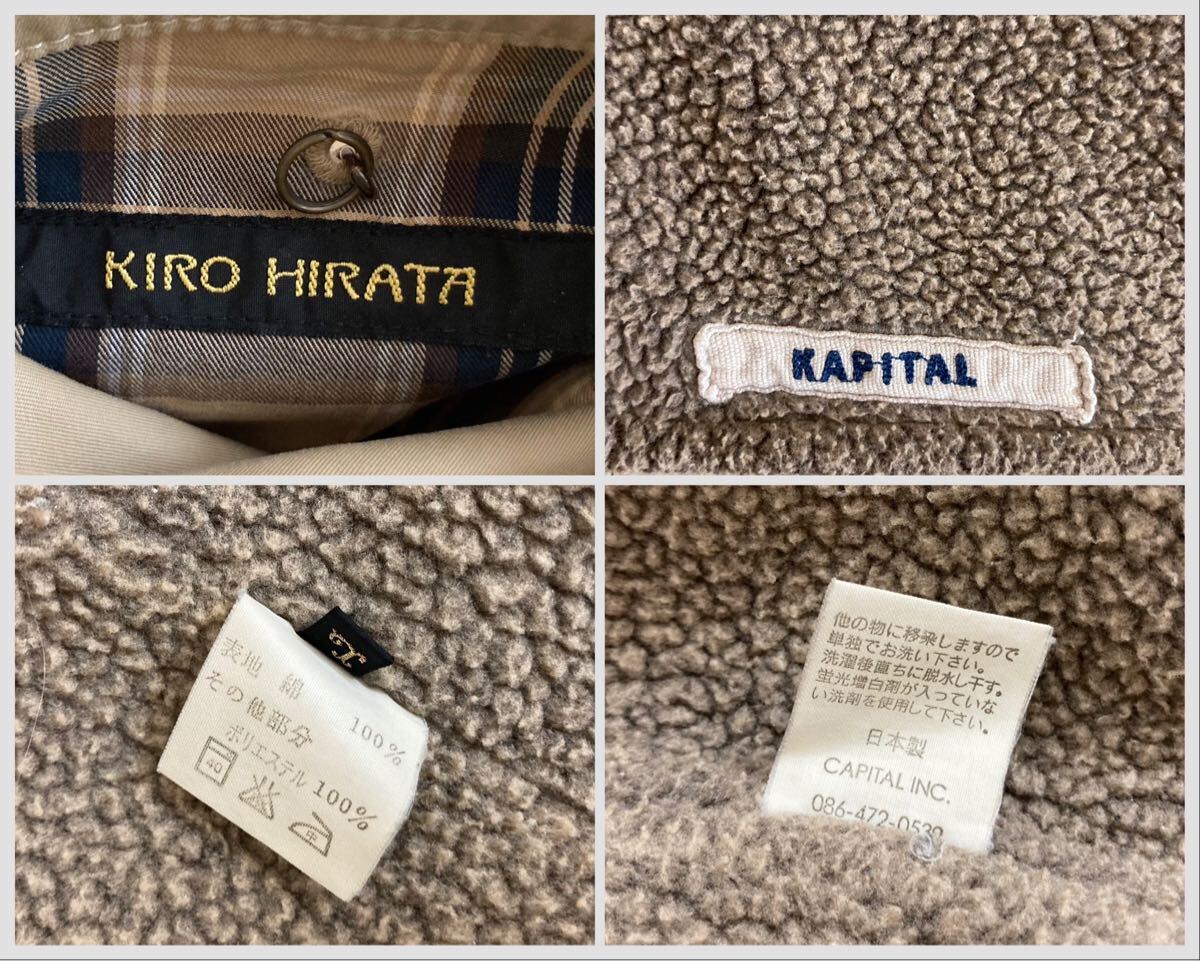 KIRO HIRATA
KAPITAL
表地 綿 100%
その他部分
ポリエステル 100%
40
中
他の物に移染しますので
単独でお洗い下さい。
洗濯後直ちに脱水し干す。
蛍光増白剤が入っていな
い洗剤を使用して下さい。
日本製
CAPITAL INC.
086-472-0539